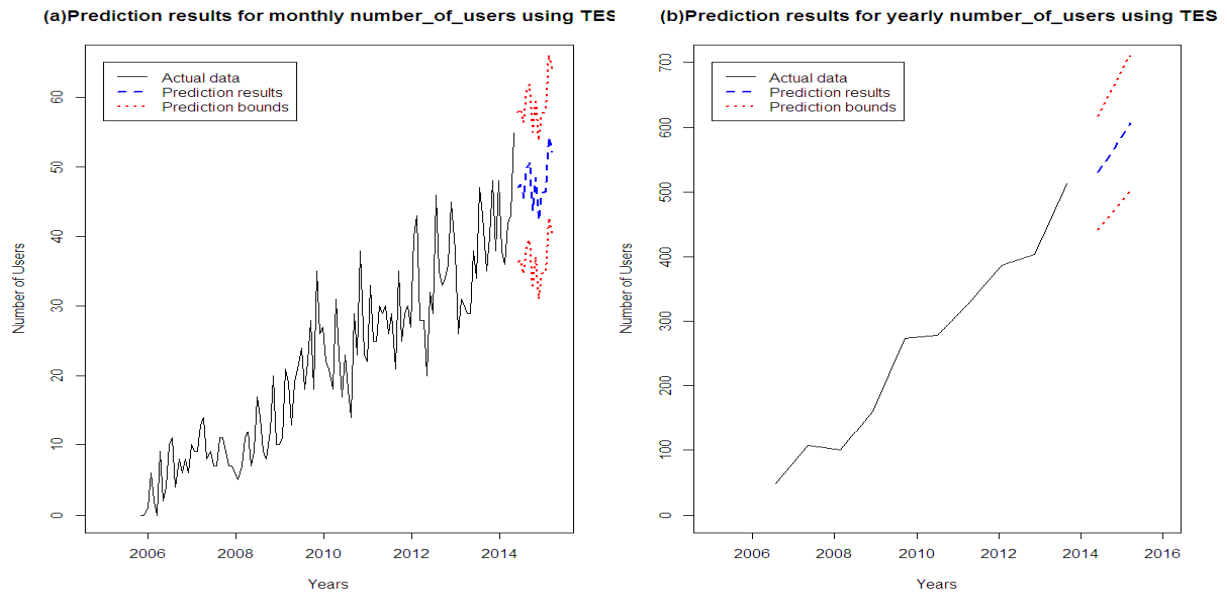 (a)Prediction results for monthly number_of_users using TES
Actual data
Prediction results
Prediction bounds
Number of Users
60
50
40
30
20
10
0
2006 2008 2010 2012 2014
Years
(b)Prediction results for yearly number_of_users using TES
Actual data
Prediction results
Prediction bounds
Number of Users
700
600
500
400
300
200
100
0
2006 2008 2010 2012 2014 2016
Years